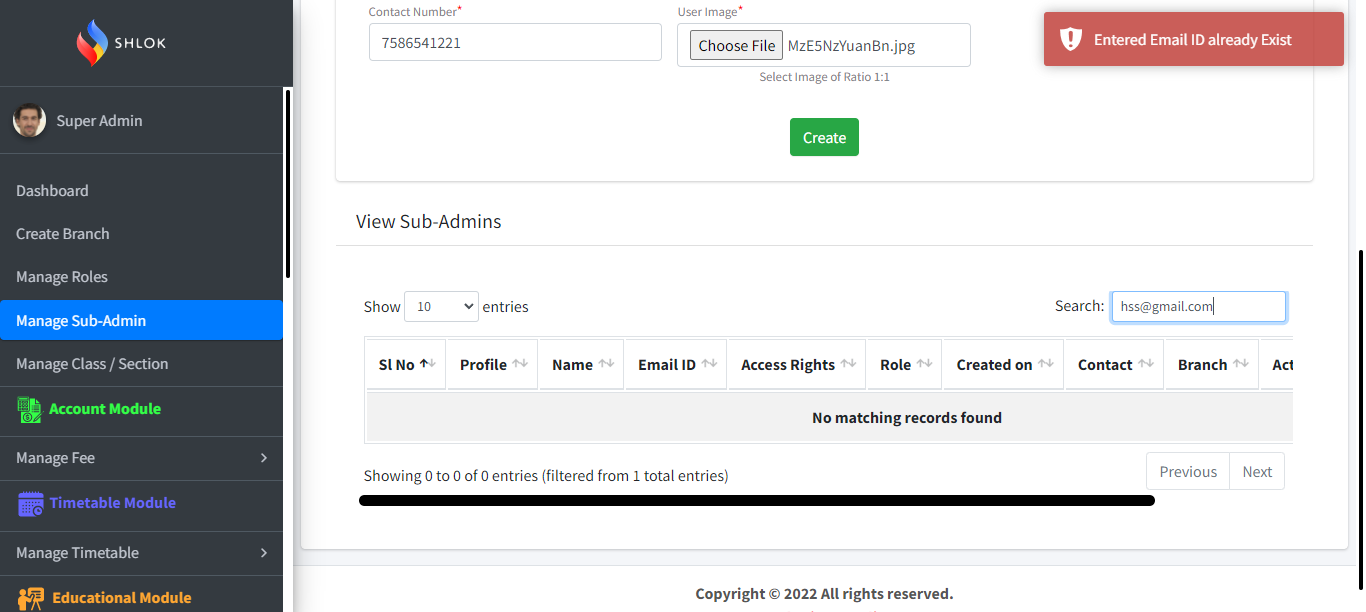 SHLOK
Super Admin
Dashboard
Create Branch
Manage Roles
Manage Sub-Admin
Manage Class / Section
Account Module
Manage Fee
Timetable Module
Manage Timetable
Educational Module
Contact Number*
User Image*
7586541221
Choose File MzE5NzYuanBn.jpg
Select Image of Ratio 1:1
Entered Email ID already Exist
Create
View Sub-Admins
Show 10 entries
Search: hss@gmail.com
Sl No Profile Name Email ID Access Rights Role Created on Contact Branch Act
No matching records found
Showing 0 to 0 of 0 entries (filtered from 1 total entries)
Previous Next
Copyright © 2022 All rights reserved.